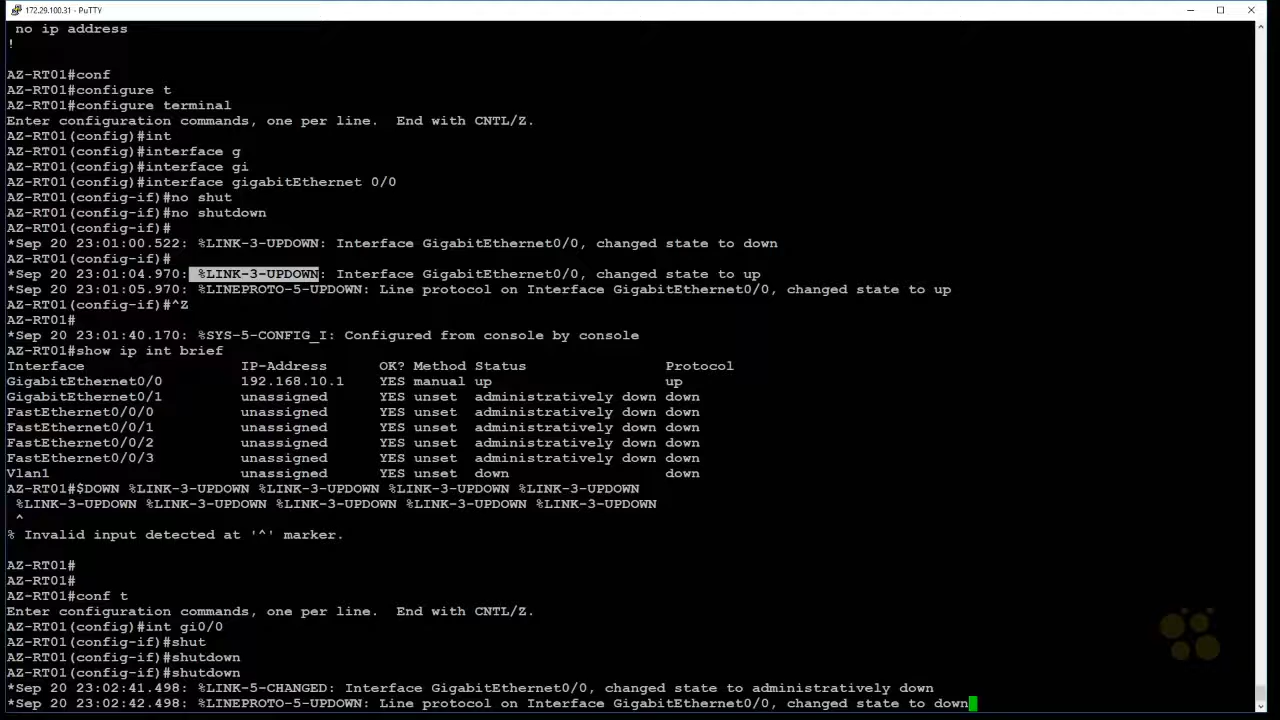 172.29.100.31 - PuTTY
no ip address
!
AZ-RT01#conf
AZ-RT01#configure t
AZ-RT01#configure terminal
Enter configuration commands, one per line.  End with CNTL/Z.
AZ-RT01(config)#int
AZ-RT01(config)#interface g
AZ-RT01(config)#interface gi
AZ-RT01(config)#interface gigabitEthernet 0/0
AZ-RT01(config-if)#no shut
AZ-RT01(config-if)#no shutdown
AZ-RT01(config-if)#
*Sep 20 23:01:00.522: %LINK-3-UPDOWN: Interface GigabitEthernet0/0, changed state to down
AZ-RT01(config-if)#
*Sep 20 23:01:04.970: %LINK-3-UPDOWN: Interface GigabitEthernet0/0, changed state to up
*Sep 20 23:01:05.970: %LINEPROTO-5-UPDOWN: Line protocol on Interface GigabitEthernet0/0, changed state to up
AZ-RT01(config-if)#^Z
AZ-RT01#
*Sep 20 23:01:40.170: %SYS-5-CONFIG_I: Configured from console by console
AZ-RT01#show ip int brief
Interface IP-Address OK? Method Status Protocol
GigabitEthernet0/0 192.168.10.1 YES manual up up
GigabitEthernet0/1 unassigned YES unset administratively down down
FastEthernet0/0/0 unassigned YES unset administratively down down
FastEthernet0/0/1 unassigned YES unset administratively down down
FastEthernet0/0/2 unassigned YES unset administratively down down
FastEthernet0/0/3 unassigned YES unset administratively down down
Vlan1 unassigned YES unset down down
AZ-RT01#$DOWN %LINK-3-UPDOWN %LINK-3-UPDOWN %LINK-3-UPDOWN %LINK-3-UPDOWN
%LINK-3-UPDOWN %LINK-3-UPDOWN %LINK-3-UPDOWN %LINK-3-UPDOWN %LINK-3-UPDOWN
^
% Invalid input detected at '^' marker.
AZ-RT01#
AZ-RT01#
AZ-RT01#conf t
Enter configuration commands, one per line.  End with CNTL/Z.
AZ-RT01(config)#int gi0/0
AZ-RT01(config-if)#shut
AZ-RT01(config-if)#shutdown
AZ-RT01(config-if)#shutdown
*Sep 20 23:02:41.498: %LINK-5-CHANGED: Interface GigabitEthernet0/0, changed state to administratively down
*Sep 20 23:02:42.498: %LINEPROTO-5-UPDOWN: Line protocol on Interface GigabitEthernet0/0, changed state to down